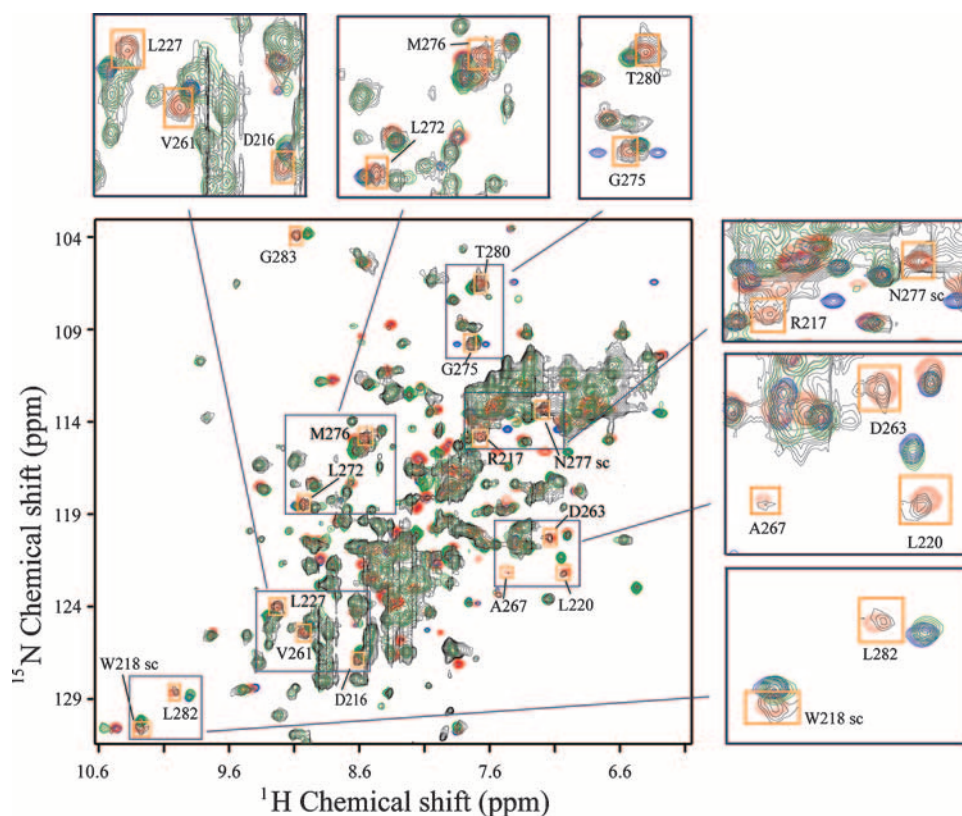 L227
V261
D216
M276
L272
T280
G275
104
109
114
119
124
129
G283
T280
G275
M276
L272
R217
N277 sc
D263
A267
L220
L227
V261
D216
W218 sc
L282
N277 sc
R217
D263
A267
L220
L282
W218 sc
10.6 9.6 8.6 7.6 6.6
¹H Chemical shift (ppm)
¹⁵N Chemical shift (ppm)